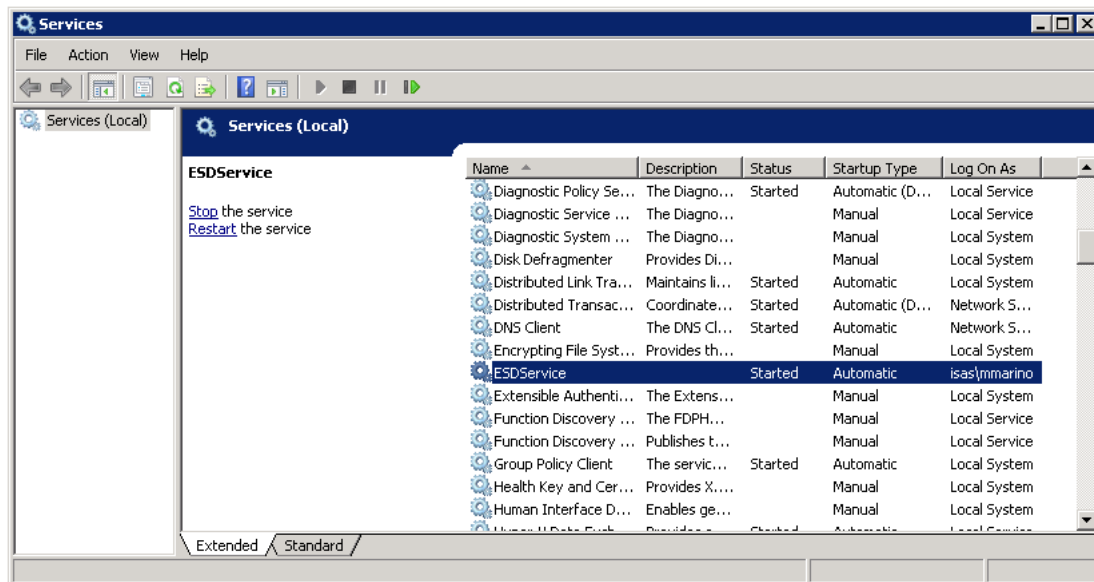 Services
File Action View Help
Services (Local)
Services (Local)
ESDService
Stop the service
Restart the service
Name Description Status Startup Type Log On As
Diagnostic Policy Se... The Diagno... Started Automatic (D... Local Service
Diagnostic Service ... The Diagno... Manual Local Service
Diagnostic System ... The Diagno... Manual Local System
Disk Defragmenter Provides Di... Manual Local System
Distributed Link Tra... Maintains li... Started Automatic Local System
Distributed Transac... Coordinate... Started Automatic (D... Network S...
DNS Client The DNS Cl... Started Automatic Network S...
Encrypting File Syst... Provides th... Manual Local System
ESDService Started Automatic isas\mmarino
Extensible Authenti... The Extens... Manual Local System
Function Discovery ... The FDPH... Manual Local Service
Function Discovery ... Publishes t... Manual Local Service
Group Policy Client The servic... Started Automatic Local System
Health Key and Cer... Provides X.... Manual Local System
Human Interface D... Enables ge... Manual Local System
Extended Standard